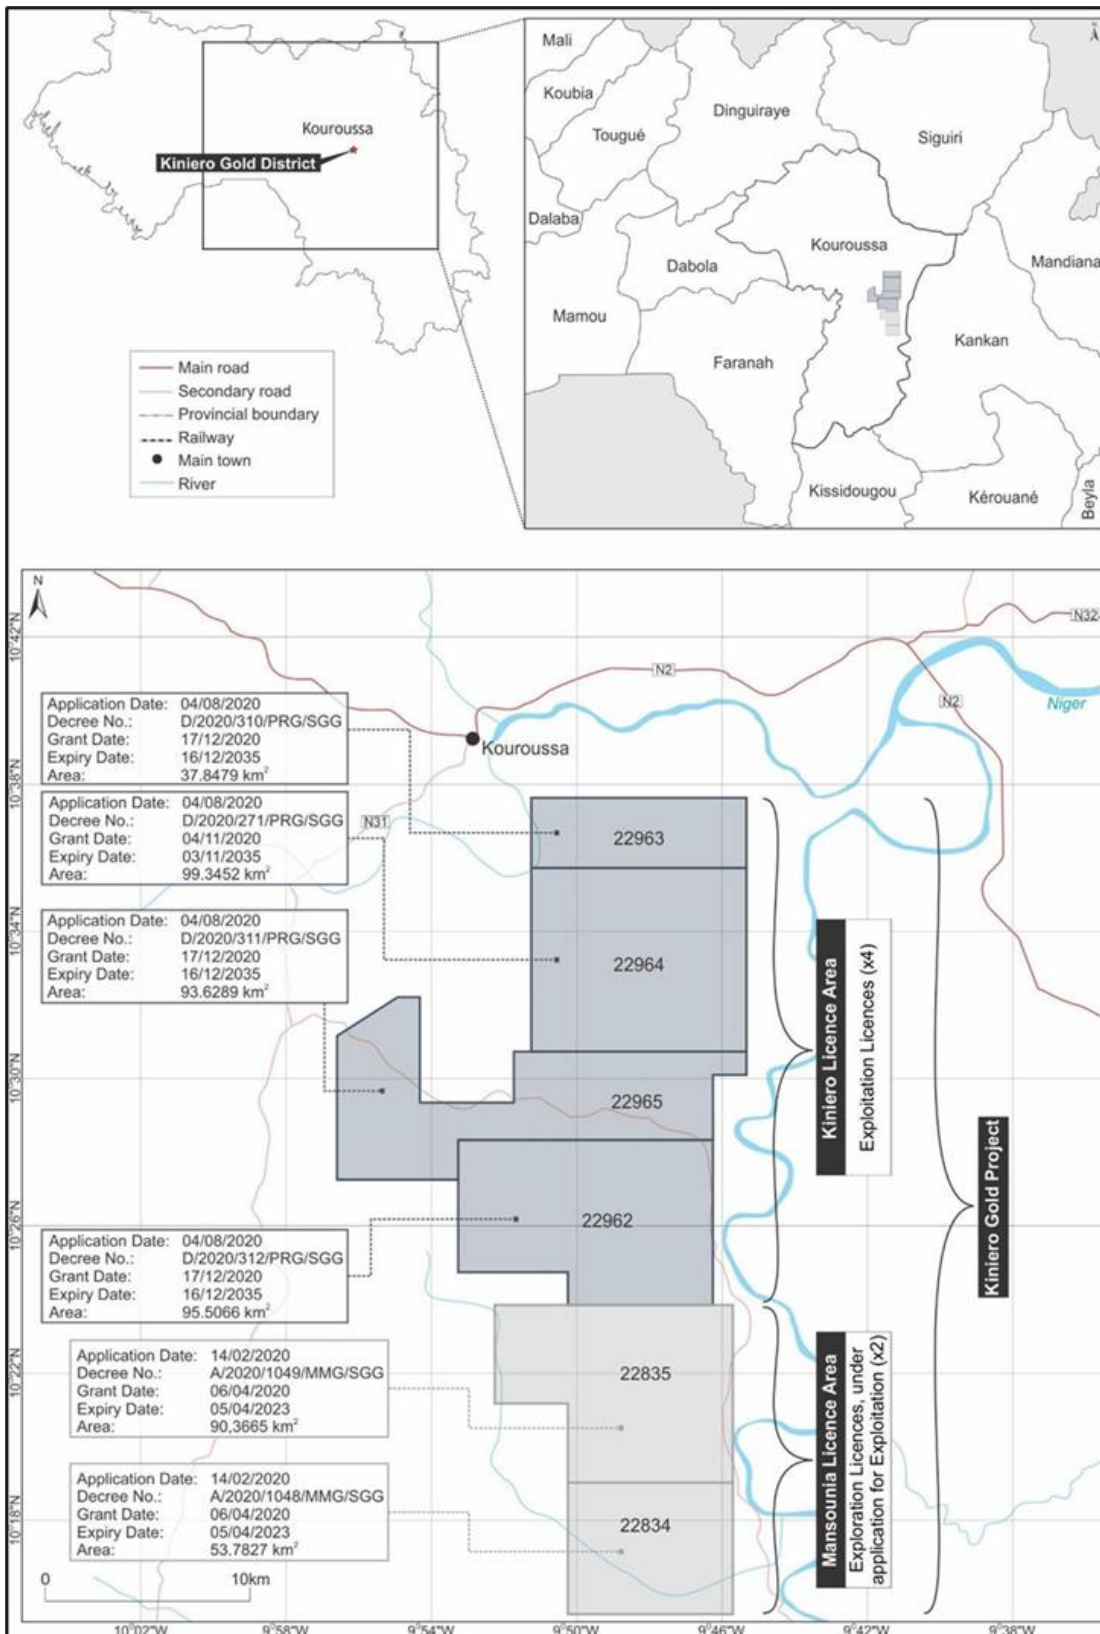 Kouroussa
Kiniero Gold District
Main road
Secondary road
Provincial boundary
Railway
Main town
River
N
Mali
Koubia
Tougué
Dinguiraye
Siguiri
Dalaba
Dabola
Kouroussa
Mandiana
Mamou
Faranah
Kankan
Kissidougou
Kérouané
Beyla
N
10°42'N
10°38'N
10°34'N
10°30'N
10°26'N
10°22'N
10°18'N
N2
N32
N2
Niger
Kouroussa
N31
Application Date: 04/08/2020
Decree No.: D/2020/310/PRG/SGG
Grant Date: 17/12/2020
Expiry Date: 16/12/2035
Area: 37.8479 km²
Application Date: 04/08/2020
Decree No.: D/2020/271/PRG/SGG
Grant Date: 04/11/2020
Expiry Date: 03/11/2035
Area: 99.3452 km²
Application Date: 04/08/2020
Decree No.: D/2020/311/PRG/SGG
Grant Date: 17/12/2020
Expiry Date: 16/12/2035
Area: 93.6289 km²
Application Date: 04/08/2020
Decree No.: D/2020/312/PRG/SGG
Grant Date: 17/12/2020
Expiry Date: 16/12/2035
Area: 95.5066 km²
Application Date: 14/02/2020
Decree No.: A/2020/1049/MMG/SGG
Grant Date: 06/04/2020
Expiry Date: 05/04/2023
Area: 90,3665 km²
Application Date: 14/02/2020
Decree No.: A/2020/1048/MMG/SGG
Grant Date: 06/04/2020
Expiry Date: 05/04/2023
Area: 53.7827 km²
22963
22964
22965
22962
22835
22834
Kiniero Licence Area
Exploitation Licences (x4)
Mansounia Licence Area
Exploration Licences, under
application for Exploitation (x2)
Kiniero Gold Project
0 10km
10°02'W
9°58'W
9°54'W
9°50'W
9°46'W
9°42'W
9°38'W